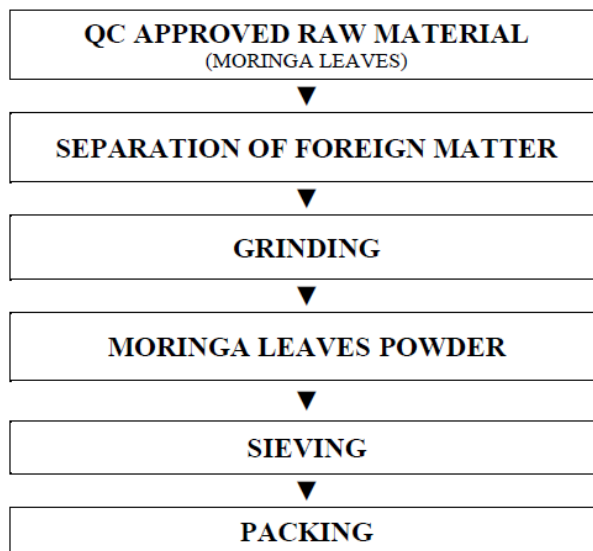 QC APPROVED RAW MATERIAL
(MORINGA LEAVES)
SEPARATION OF FOREIGN MATTER
GRINDING
MORINGA LEAVES POWDER
SIEVING
PACKING